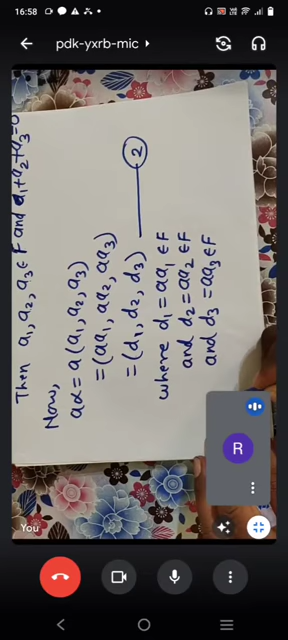 16:58
pdk-yxrb-mic
Then a₁, a₂, a₃ ∈ F and d₁+a₂+a₃=0
Now,
aα = a(a₁, a₂, a₃)
= (aa₁, aa₂, aa₃)
= (d₁, d₂, d₃) ——— 2
where d₁ = aa₁ ∈ F
and d₂ = aa₂ ∈ F
and d₃ = aa₃ ∈ F
R
You